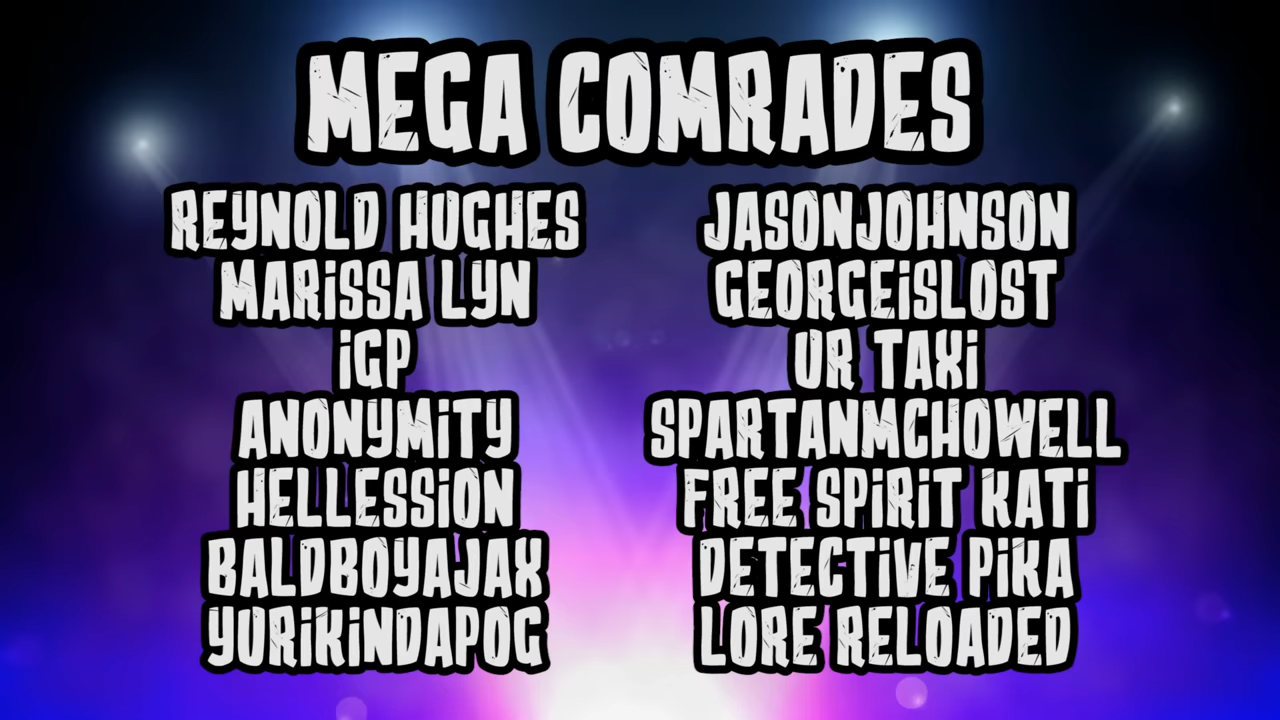 MEGA COMRADES
REYNOLD HUGHES
MARiSSA LYN
iGP
ANONYMiTY
HELLESSiON
BALDBOYAJAX
YURiKiNDAPOG
JASONJOHNSON
GEORGEiSLOST
UR TAXi
SPARTANMCHOWELL
FREE SPiRiT KATi
DETECTiVE PiKA
LORE RELOADED